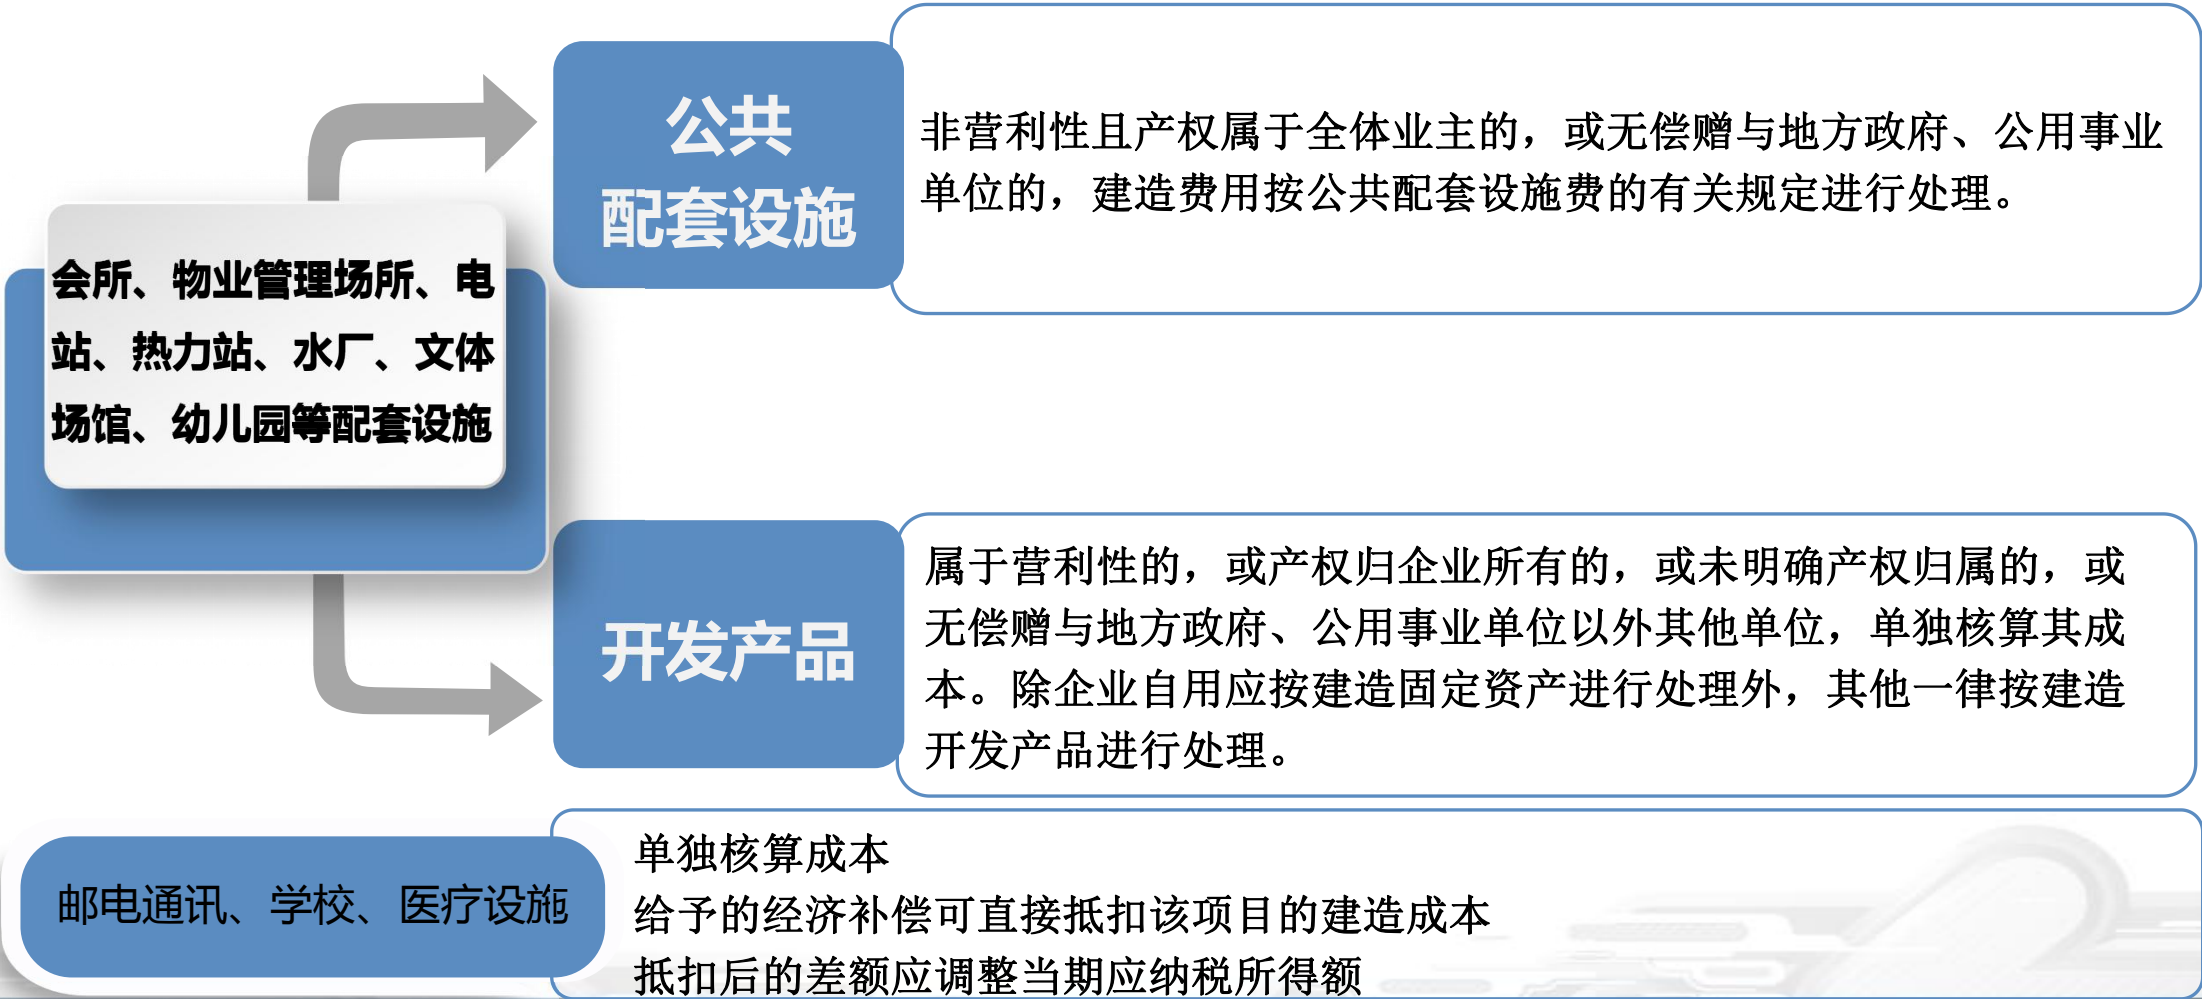 公共
配套设施
非营利性且产权属于全体业主的，或无偿赠与地方政府、公用事业
单位的，建造费用按公共配套设施费的有关规定进行处理。
会所、物业管理场所、电
站、热力站、水厂、文体
场馆、幼儿园等配套设施
开发产品
属于营利性的，或产权归企业所有的，或未明确产权归属的，或
无偿赠与地方政府、公用事业单位以外其他单位，单独核算其成
本。除企业自用应按建造固定资产进行处理外，其他一律按建造
开发产品进行处理。
邮电通讯、学校、医疗设施
单独核算成本
给予的经济补偿可直接抵扣该项目的建造成本
抵扣后的差额应调整当期应纳税所得额